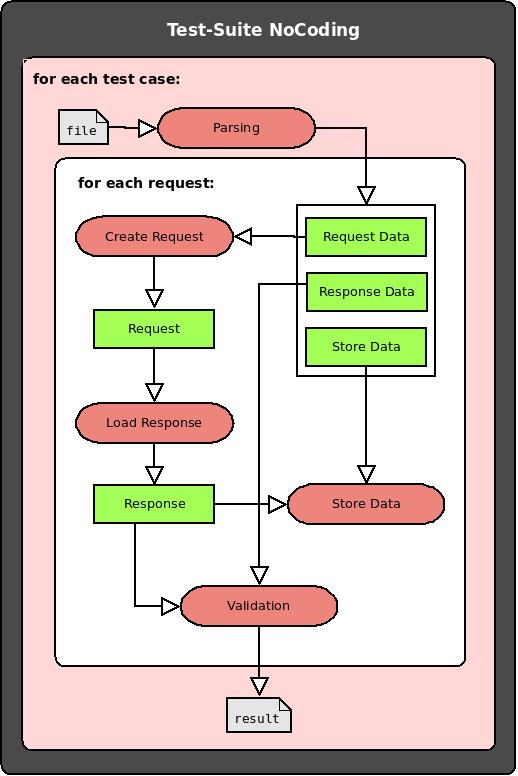 Test-Suite NoCoding
for each test case:
file
Parsing
for each request:
Create Request
Request Data
Response Data
Request
Store Data
Load Response
Response
Store Data
Validation
result